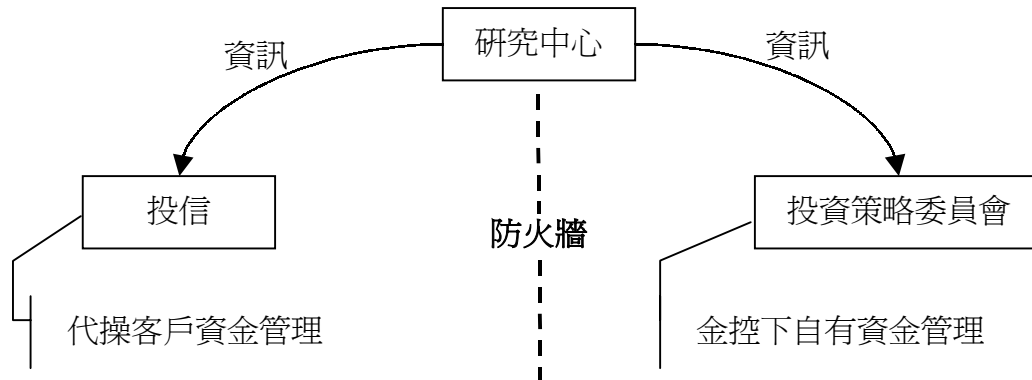 研究中心
資訊
資訊
投信
投資策略委員會
防火牆
代操客戶資金管理
金控下自有資金管理